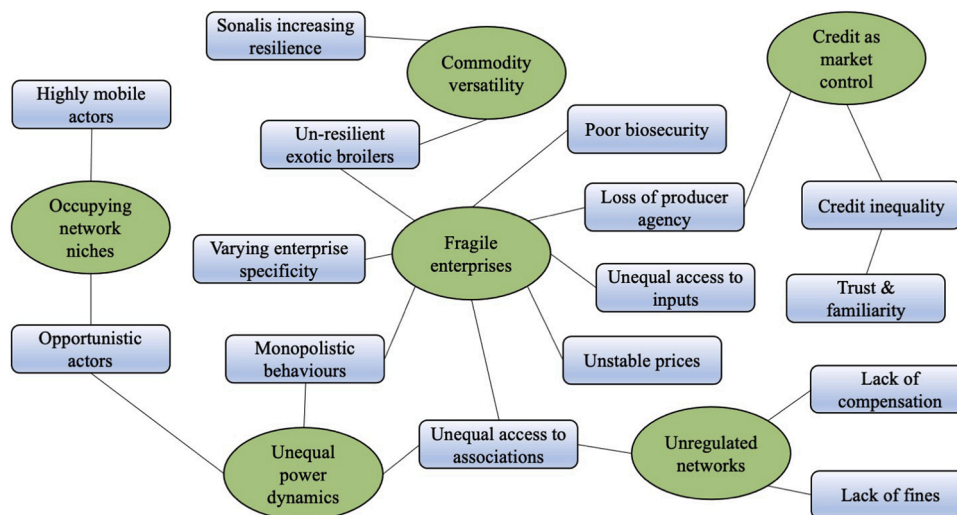 Sonalis increasing
resilience
Commodity
versatility
Credit as
market
control
Highly mobile
actors
Un-resilient
exotic broilers
Poor biosecurity
Occupying
network
niches
Loss of producer
agency
Credit inequality
Varying enterprise
specificity
Fragile
enterprises
Unequal access to
inputs
Trust &
familiarity
Opportunistic
actors
Monopolistic
behaviours
Unstable prices
Lack of
compensation
Unequal
power
dynamics
Unequal access to
associations
Unregulated
networks
Lack of fines